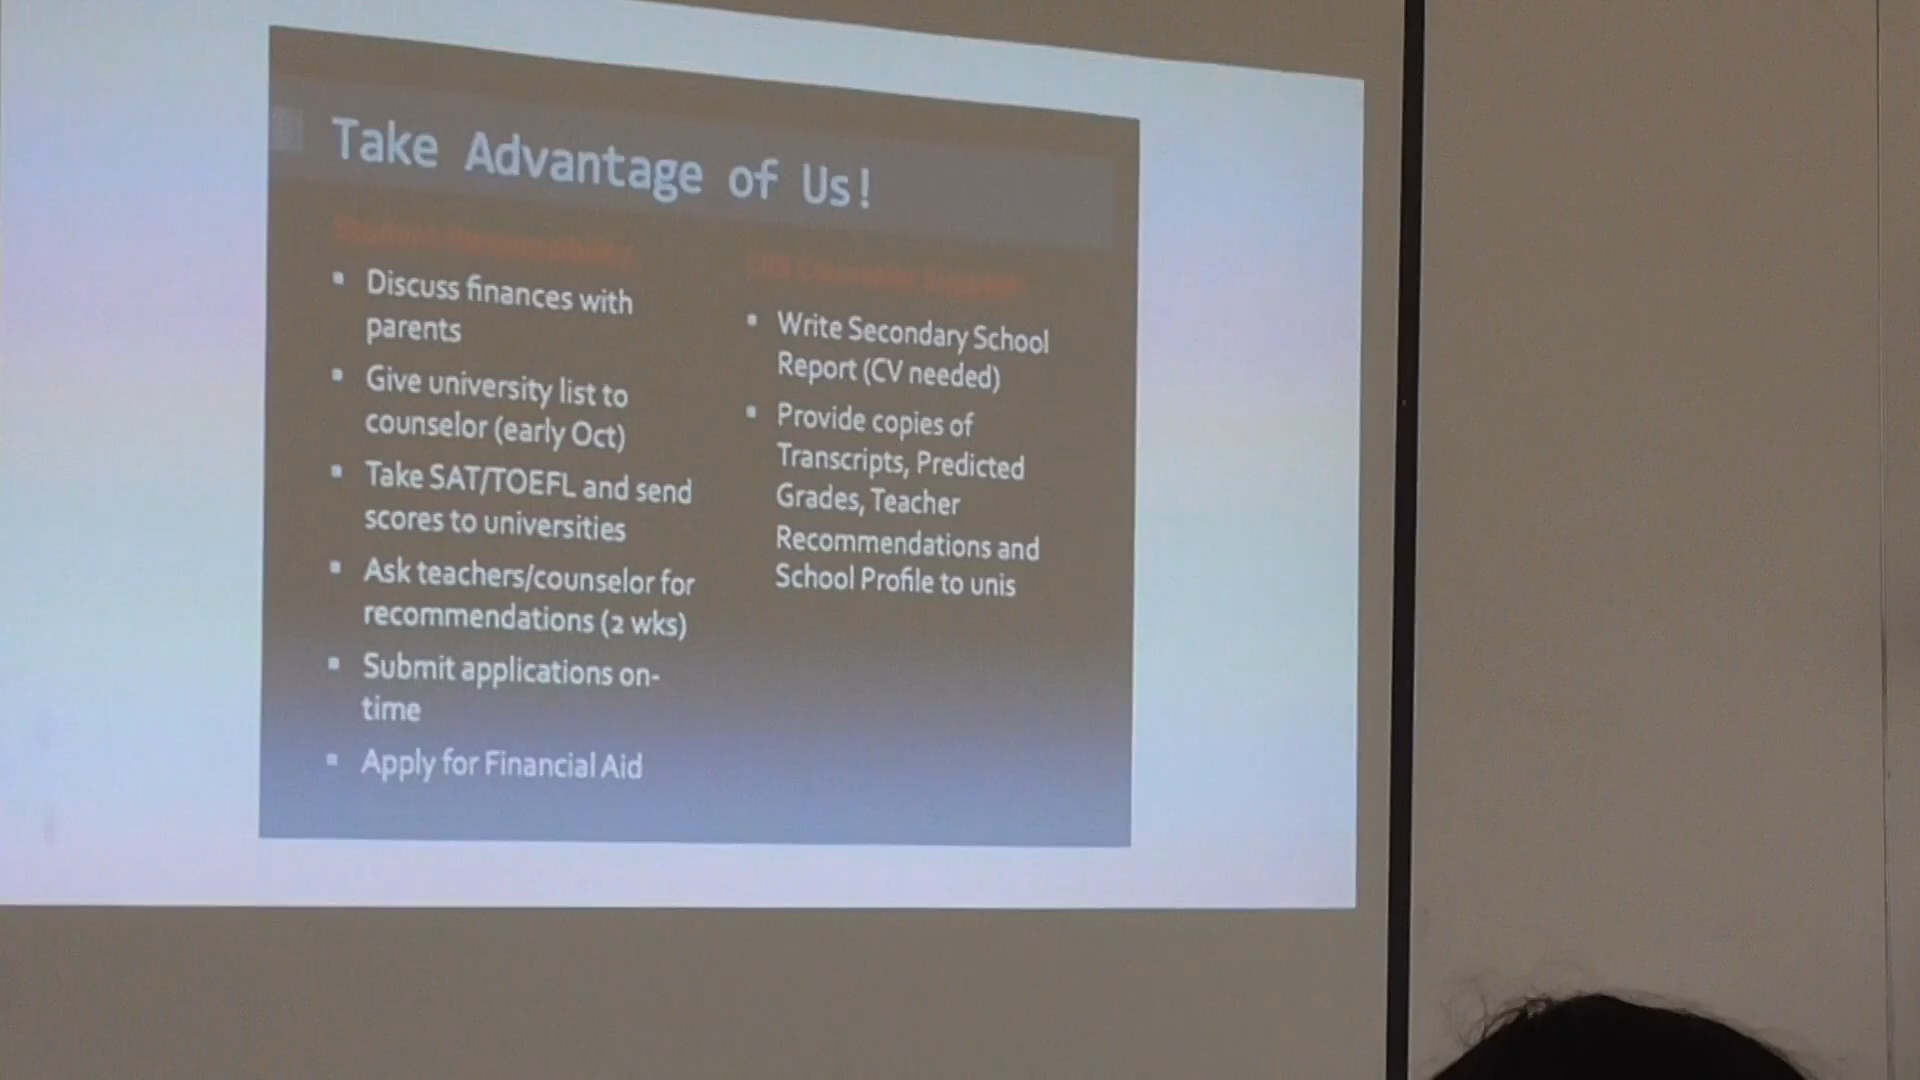 Take Advantage of Us!
Student Responsibility
Discuss finances with
parents
Give university list to
counselor (early Oct)
Take SAT/TOEFL and send
scores to universities
Ask teachers/counselor for
recommendations (2 wks)
Submit applications on-
time
Apply for Financial Aid
Write Secondary School
Report (CV needed)
Provide copies of
Transcripts, Predicted
Grades, Teacher
Recommendations and
School Profile to unis